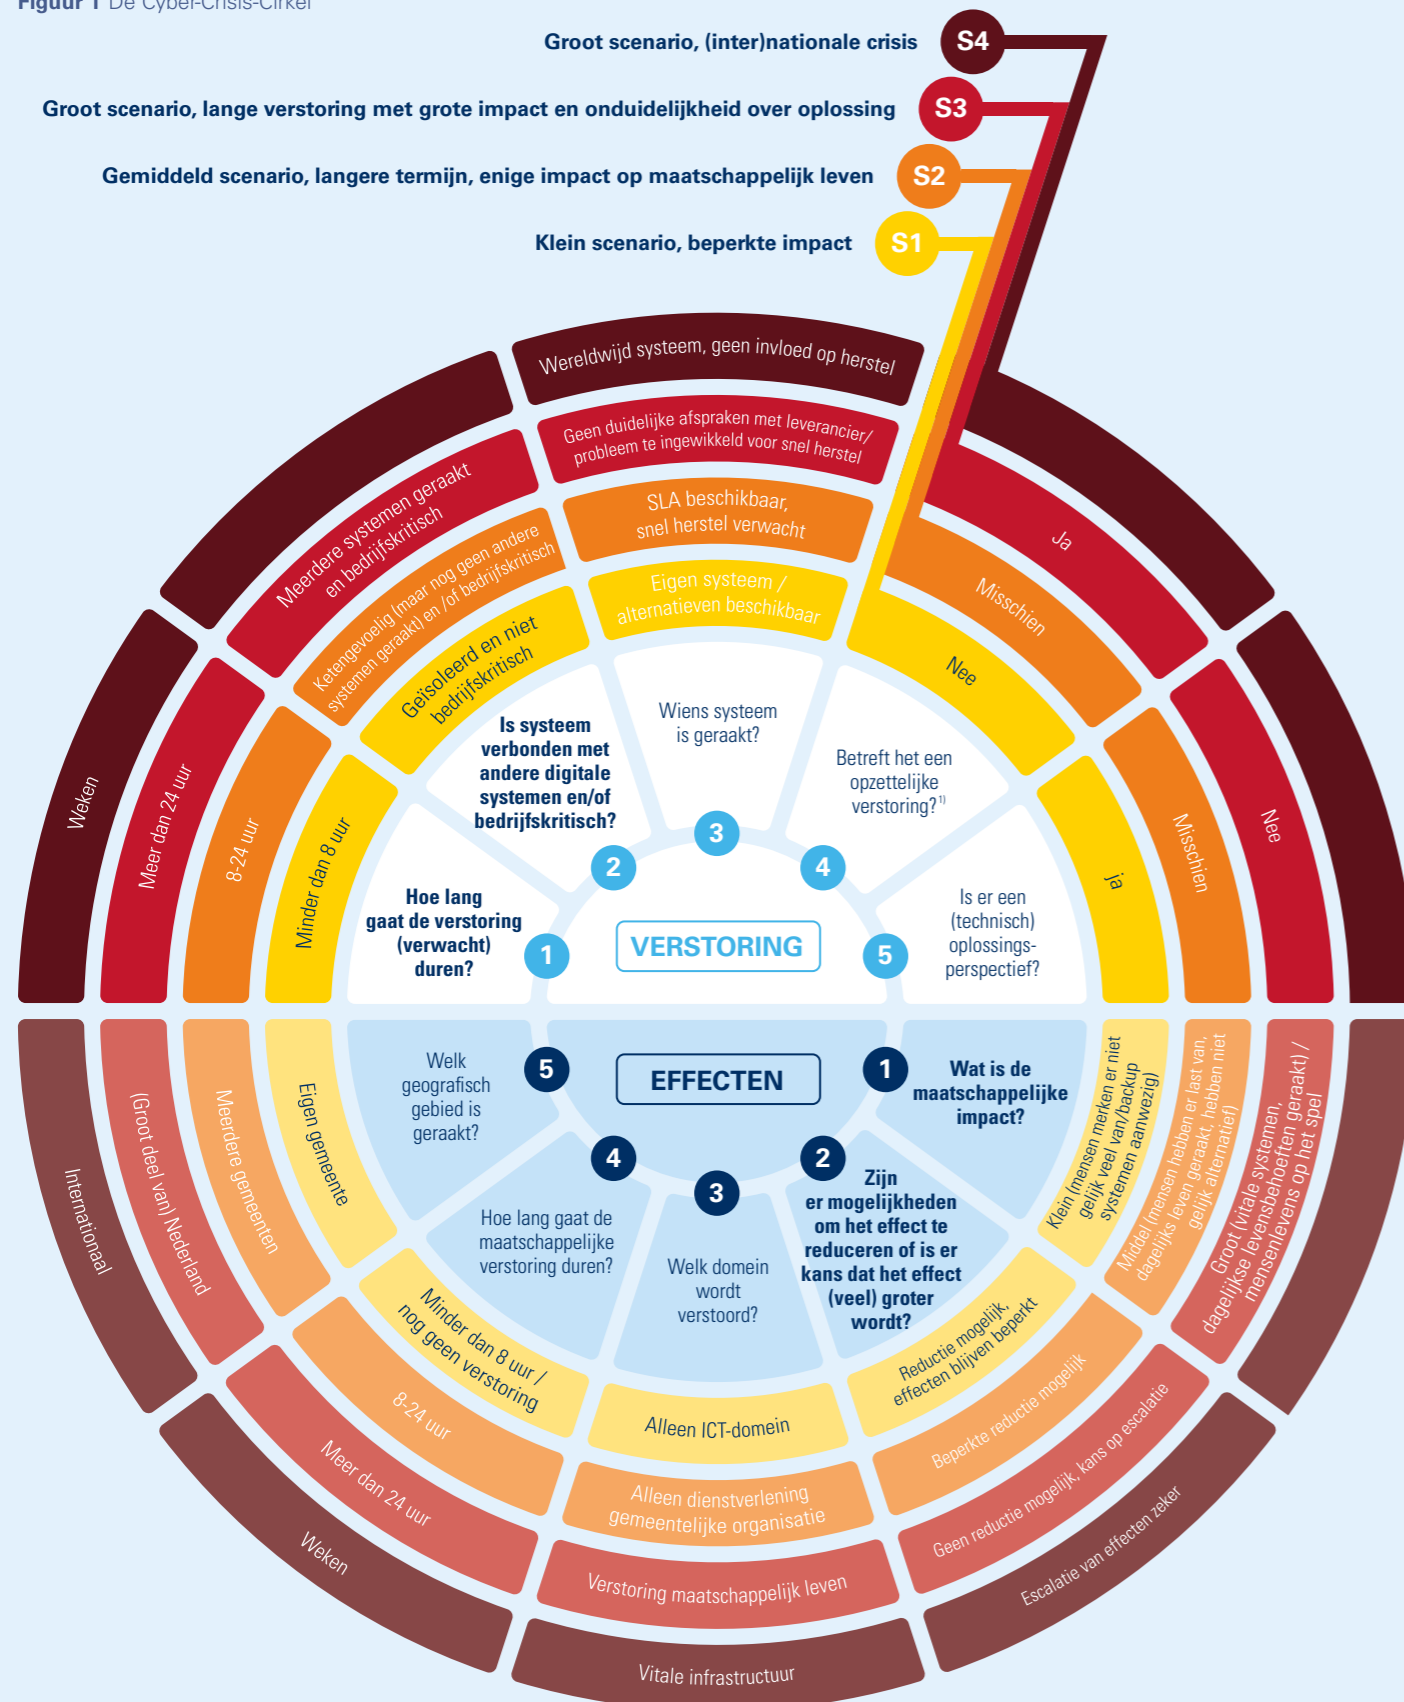 Figuur 1 De Cyber-Crisis-Cirkel
Groot scenario, (inter)nationale crisis
S4
Groot scenario, lange verstoring met grote impact en onduidelijkheid over oplossing
S3
Gemiddeld scenario, langere termijn, enige impact op maatschappelijk leven
S2
Klein scenario, beperkte impact
S1
VERSTORING
1
Hoe lang
gaat de verstoring
(verwacht)
duren?
Minder dan 8 uur
8-24 uur
Meer dan 24 uur
Weken
2
Is systeem
verbonden met
andere digitale
systemen en/of
bedrijfskritisch?
Geïsoleerd en niet
bedrijfskritisch
Ketengevoelig (maar nog geen andere
systemen geraakt) en /of bedrijfskritisch
Meerdere systemen geraakt
en bedrijfskritisch
3
Wiens systeem
is geraakt?
Eigen systeem /
alternatieven beschikbaar
SLA beschikbaar,
snel herstel verwacht
Geen duidelijke afspraken met leverancier/
probleem te ingewikkeld voor snel herstel
Wereldwijd systeem, geen invloed op herstel
4
Betreft het een
opzettelijke
verstoring? 1)
Nee
Misschien
Ja
5
Is er een
(technisch)
oplossings-
perspectief?
ja
Misschien
Nee
EFFECTEN
1
Wat is de
maatschappelijke
impact?
Klein (mensen merken er niet
gelijk veel van/backup
systemen aanwezig)
Middel (mensen hebben er last van,
dagelijks leven geraakt, hebben niet
gelijk alternatief)
Groot (vitale systemen,
dagelijkse levensbehoeften geraakt) /
mensenlevens op het spel
2
Zijn
er mogelijkheden
om het effect te
reduceren of is er
kans dat het effect
(veel) groter
wordt?
Reductie mogelijk,
effecten blijven beperkt
Beperkte reductie mogelijk
Geen reductie mogelijk, kans op escalatie
Escalatie van effecten zeker
3
Welk domein
wordt
verstoord?
Alleen ICT-domein
Alleen dienstverlening
gemeentelijke organisatie
Verstoring maatschappelijk leven
Vitale infrastructuur
4
Hoe lang gaat de
maatschappelijke
verstoring duren?
Minder dan 8 uur /
nog geen verstoring
8-24 uur
Meer dan 24 uur
Weken
5
Welk
geografisch
gebied is
geraakt?
Eigen gemeente
Meerdere gemeenten
(Groot deel van) Nederland
Internationaal